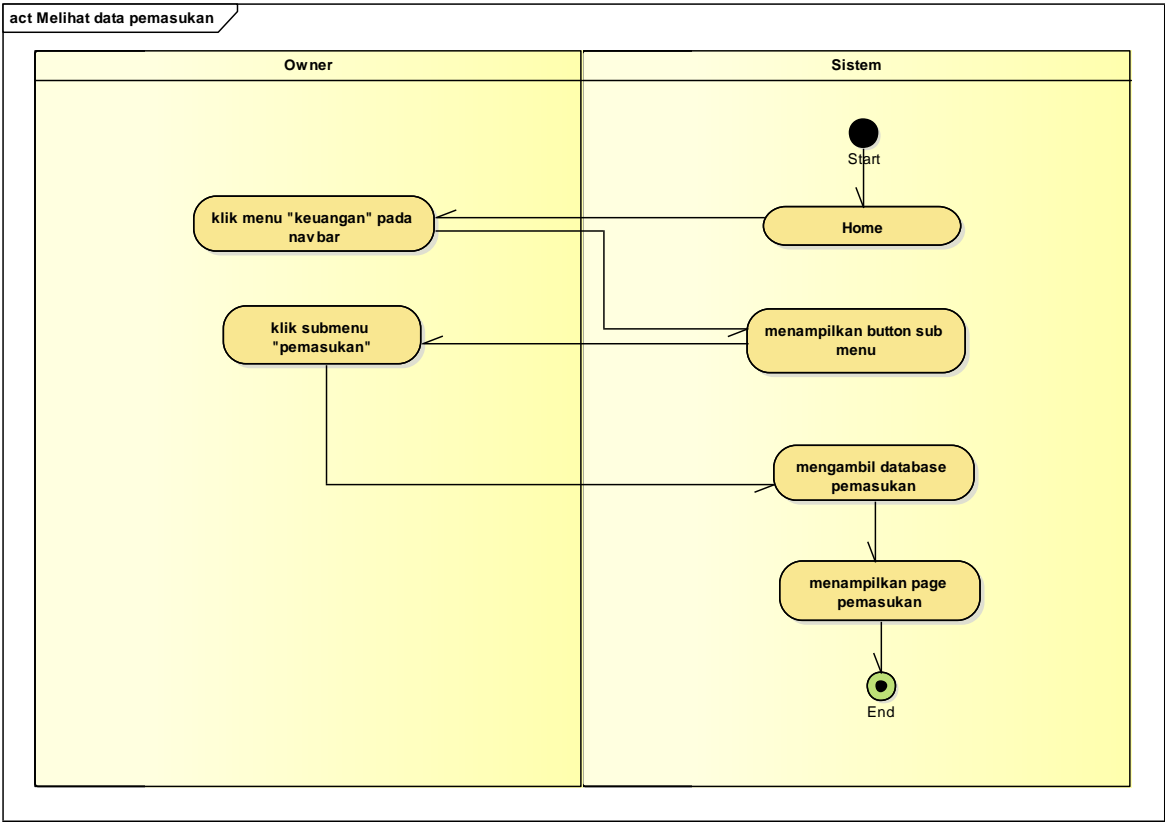 act Melihat data pemasukan
Owner
Sistem
Start
klik menu "keuangan" pada
navbar
Home
klik submenu
"pemasukan"
menampilkan button sub
menu
mengambil database
pemasukan
menampilkan page
pemasukan
End